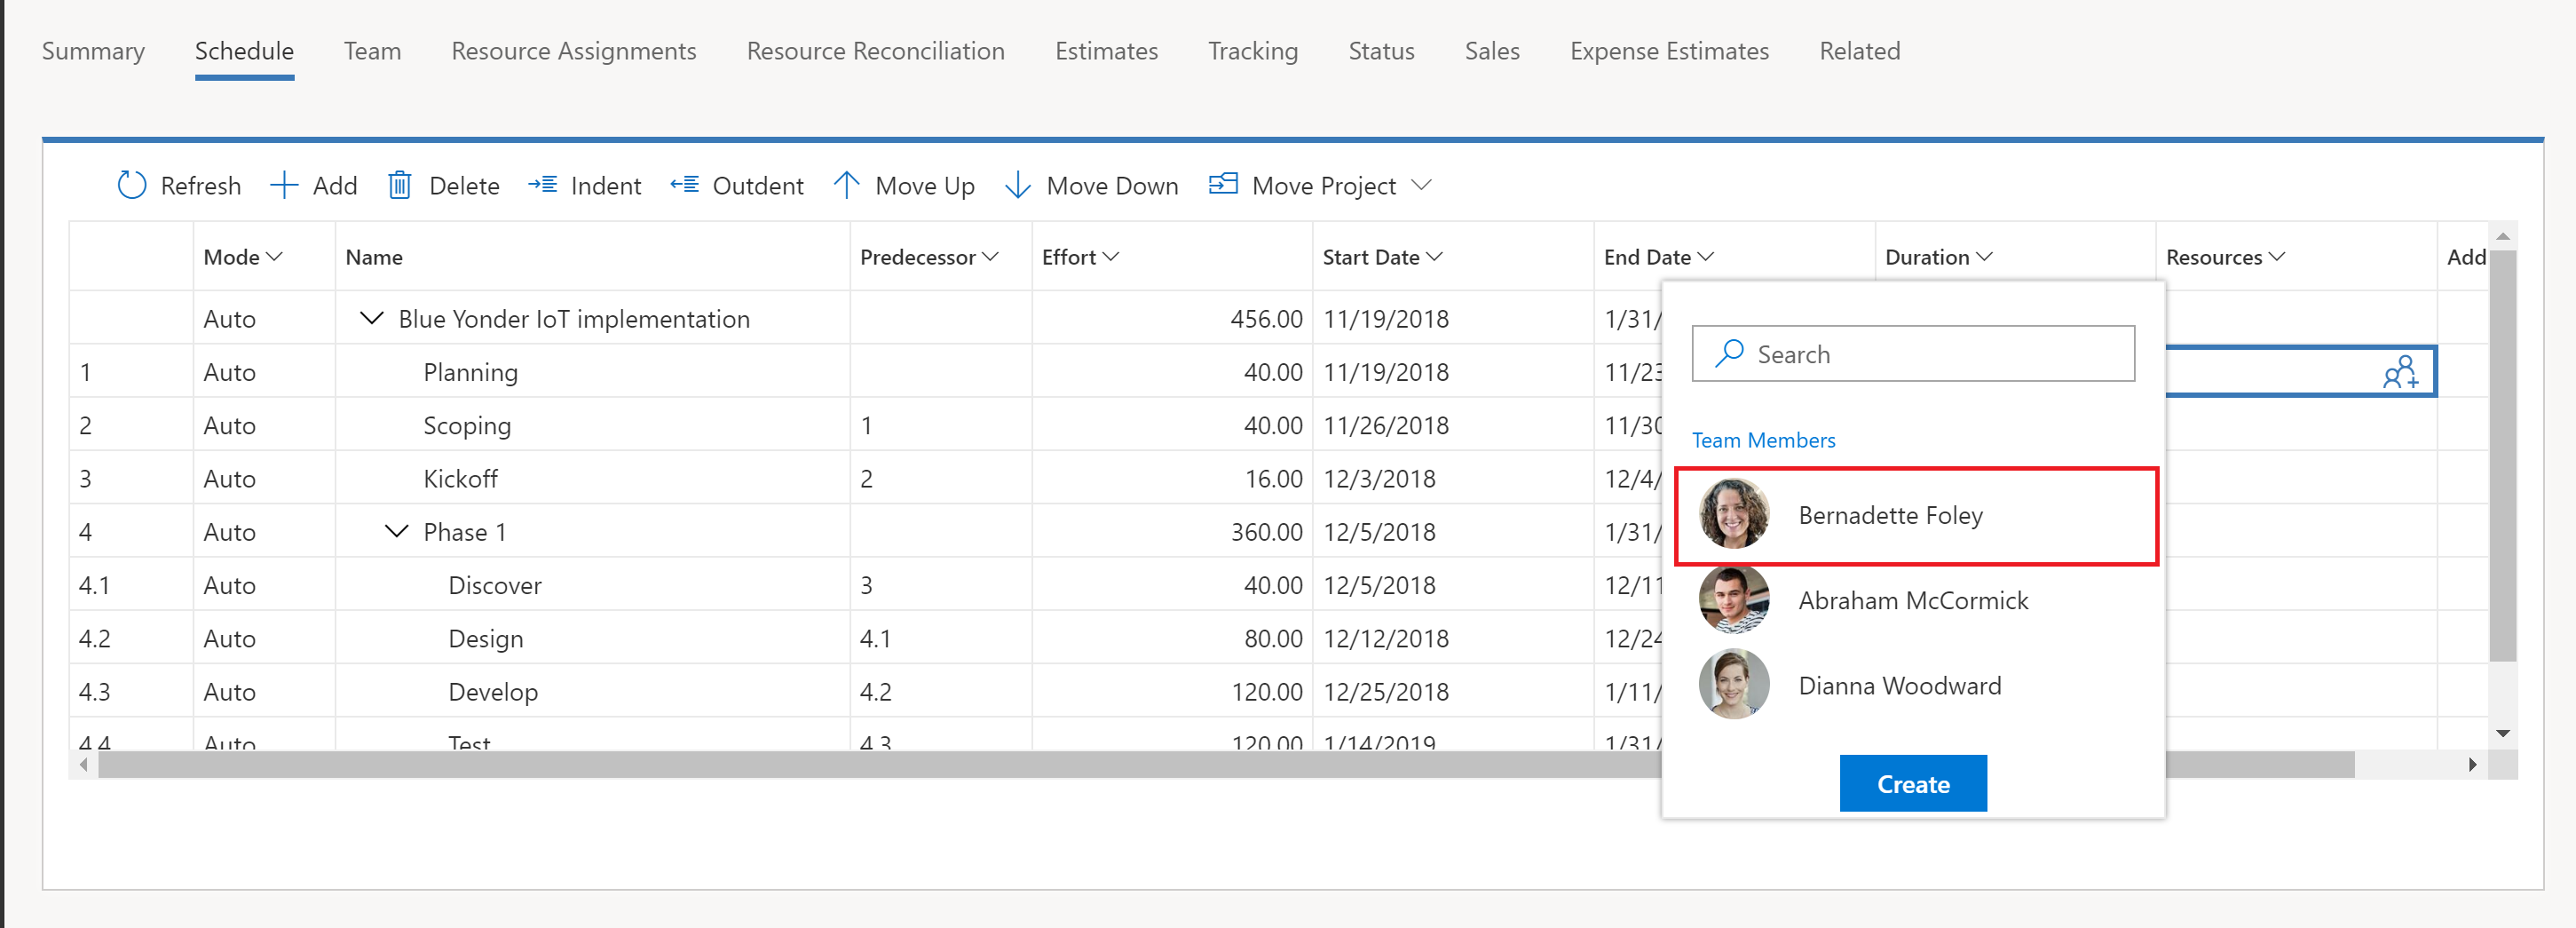 Summary Schedule Team Resource Assignments Resource Reconciliation Estimates Tracking Status Sales Expense Estimates Related
Refresh Add Delete Indent Outdent Move Up Move Down Move Project
Mode Name Predecessor Effort Start Date End Date Duration Resources Add
Auto Blue Yonder IoT implementation 456.00 11/19/2018 1/31/
1 Auto Planning 40.00 11/19/2018 11/23
2 Auto Scoping 1 40.00 11/26/2018 11/30
3 Auto Kickoff 2 16.00 12/3/2018 12/4/
4 Auto Phase 1 360.00 12/5/2018 1/31/
4.1 Auto Discover 3 40.00 12/5/2018 12/11
4.2 Auto Design 4.1 80.00 12/12/2018 12/24
4.3 Auto Develop 4.2 120.00 12/25/2018 1/11/
4.4 Auto Test 4.3 120.00 1/14/2019 1/31/
Search
Team Members
Bernadette Foley
Abraham McCormick
Dianna Woodward
Create